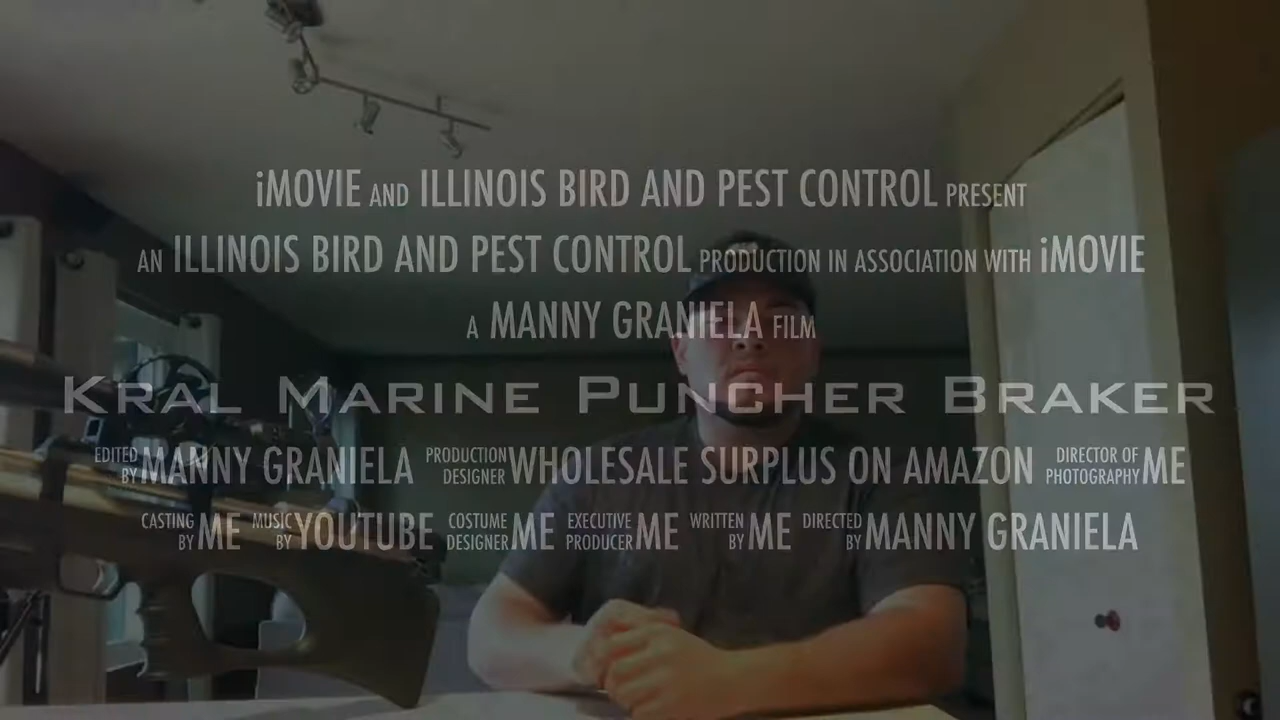 iMOVIE AND ILLINOIS BIRD AND PEST CONTROL PRESENT
AN ILLINOIS BIRD AND PEST CONTROL PRODUCTION IN ASSOCIATION WITH iMOVIE
A MANNY GRANIELA FILM
KRAL MARINE PUNCHER BRAKER
EDITED BY MANNY GRANIELA PRODUCTION DESIGNER WHOLESALE SURPLUS ON AMAZON DIRECTOR OF PHOTOGRAPHY ME
CASTING BY ME MUSIC BY YOUTUBE COSTUME DESIGNER ME EXECUTIVE PRODUCER ME WRITTEN BY ME DIRECTED BY MANNY GRANIELA